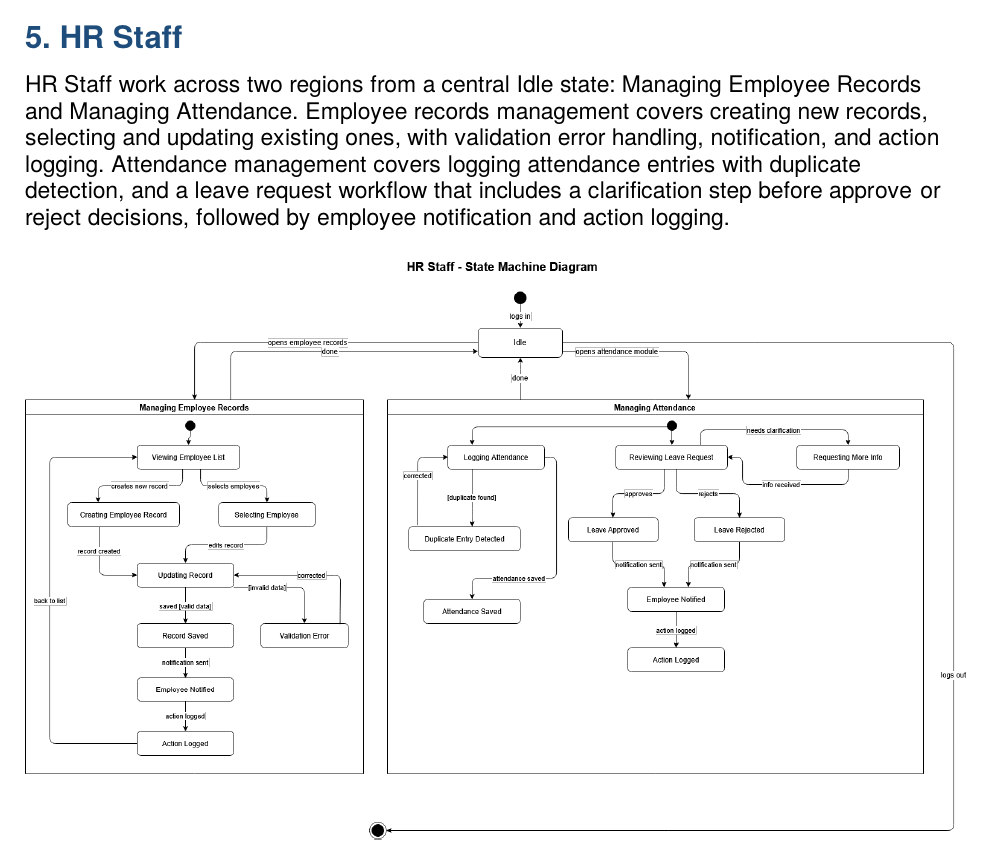 5. HR Staff
HR Staff work across two regions from a central Idle state: Managing Employee Records
and Managing Attendance. Employee records management covers creating new records,
selecting and updating existing ones, with validation error handling, notification, and action
logging. Attendance management covers logging attendance entries with duplicate
detection, and a leave request workflow that includes a clarification step before approve or
reject decisions, followed by employee notification and action logging.
HR Staff - State Machine Diagram
logs in
Idle
opens employee records
done
opens attendance module
done
Managing Employee Records
Viewing Employee List
creates new record
selects employee
Creating Employee Record
Selecting Employee
edits record
record created
Updating Record
corrected
[invalid data]
back to list
saved [valid data]
Record Saved
Validation Error
notification sent
Employee Notified
action logged
Action Logged
Managing Attendance
needs clarification
Logging Attendance
Reviewing Leave Request
Requesting More Info
corrected
info received
[duplicate found]
approves
rejects
Duplicate Entry Detected
Leave Approved
Leave Rejected
notification sent
notification sent
attendance saved
Attendance Saved
Employee Notified
action logged
Action Logged
logs out